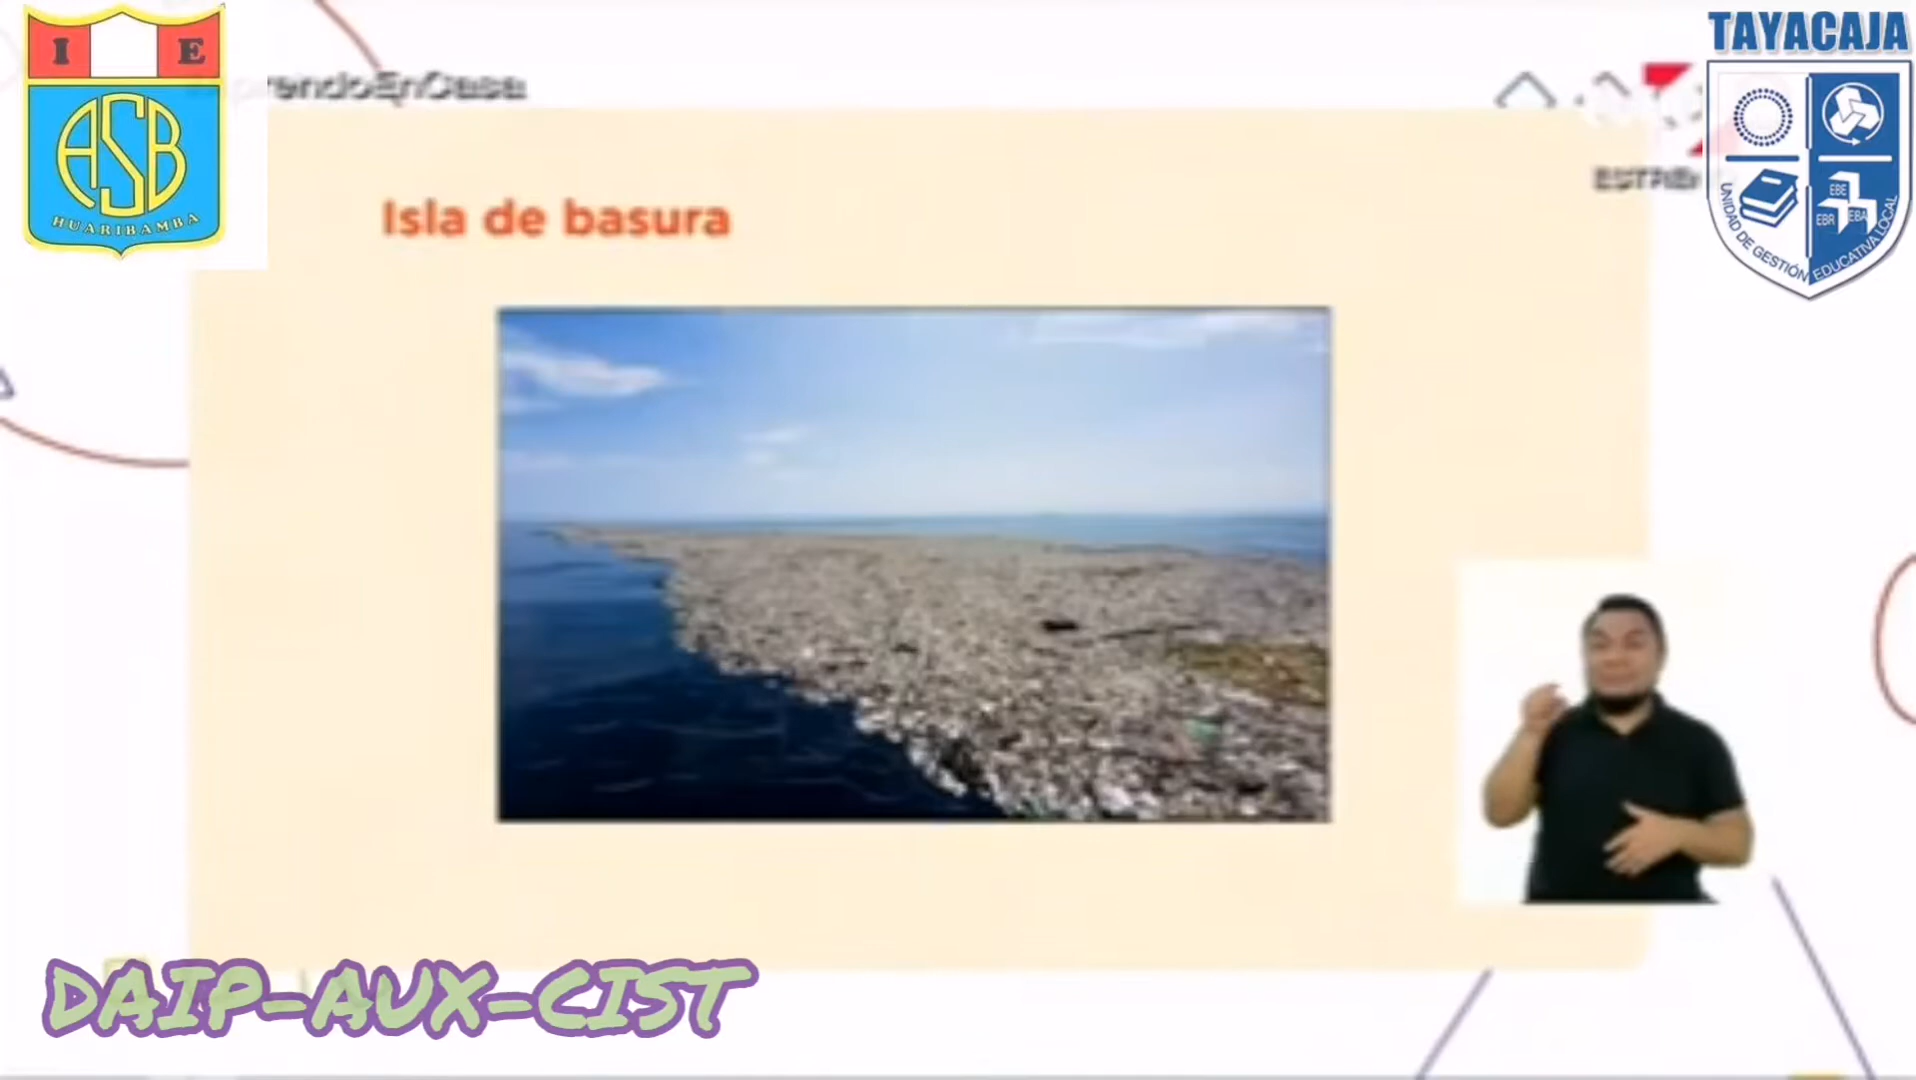 I E
ASB
HUARIBAMBA
TAYACAJA
EBE
EBR
EBA
UNIDAD DE GESTIÓN EDUCATIVA LOCAL
Isla de basura
DAIP-AUX-CIST